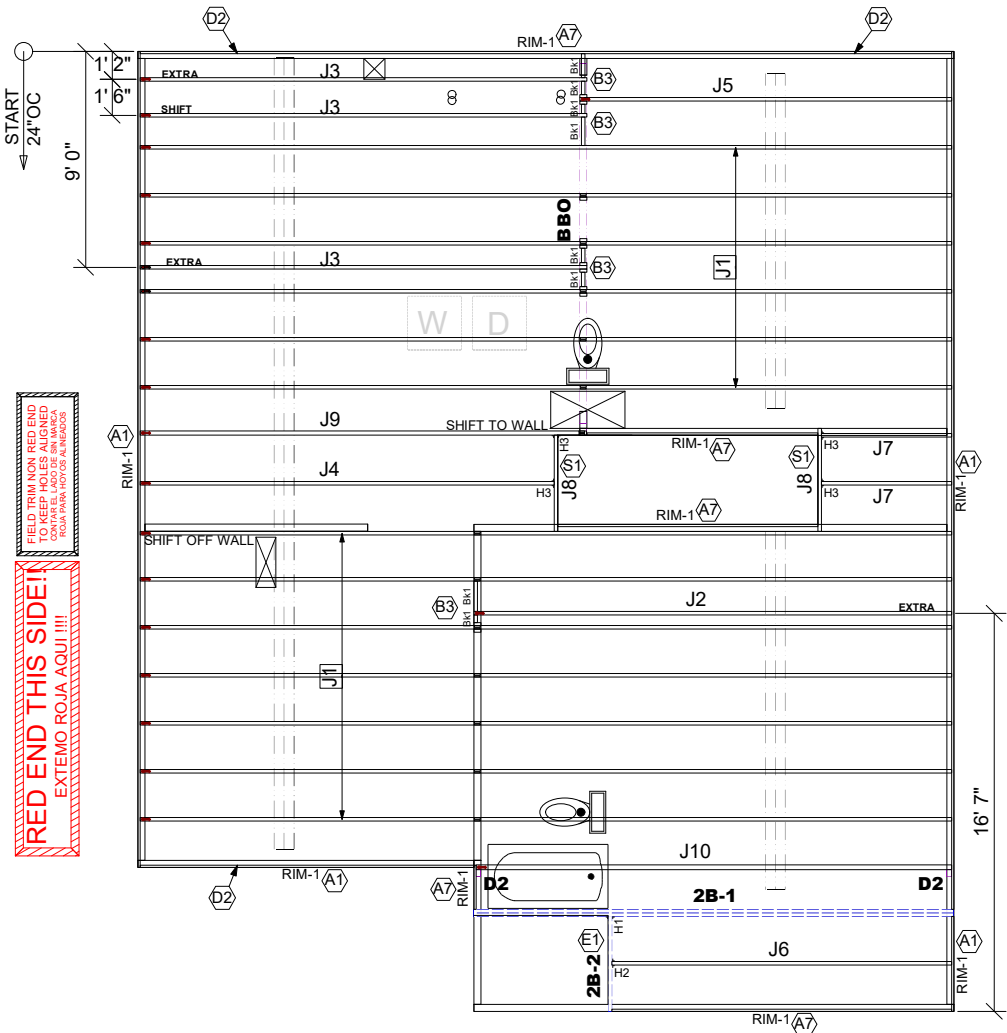 D2
RIM-1 A7
D2
START
24"OC
1' 2"
1' 6"
9' 0"
EXTRA
J3
Bk1
B3
J5
Bk1
SHIFT
J3
Bk1
B3
Bk1
BBO
EXTRA
J3
Bk1
B3
Bk1
J1
W
D
FIELD TRIM NON RED END
TO KEEP HOLES ALIGNED
CONTAR EL LADO DE SIN MARCA
ROJA PARA HOYOS ALINEADOS
A1
RIM-1
J9
SHIFT TO WALL
H3
RIM-1 A7
S1
J8
S1
J8
H3
J7
A1
RIM-1
J4
H3
H3
J7
RIM-1 A7
SHIFT OFF WALL
RED END THIS SIDE!!
EXTEMO ROJA AQUI !!!!
J1
B3
Bk1
Bk1
J2
EXTRA
16' 7"
J10
RIM-1 A1
D2
A7
RIM-1
D2
2B-1
D2
E1
2B-2
H1
H2
J6
A1
RIM-1
RIM-1 A7